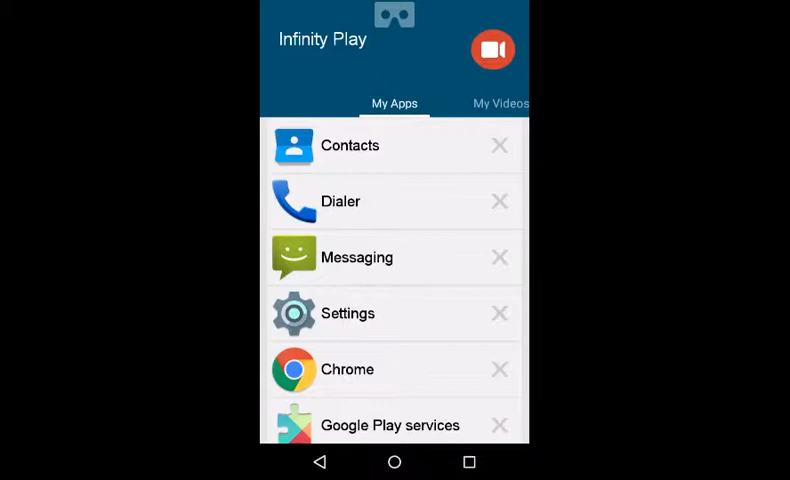 Infinity Play
My Apps
My Videos
Contacts
Dialer
Messaging
Settings
Chrome
Google Play services